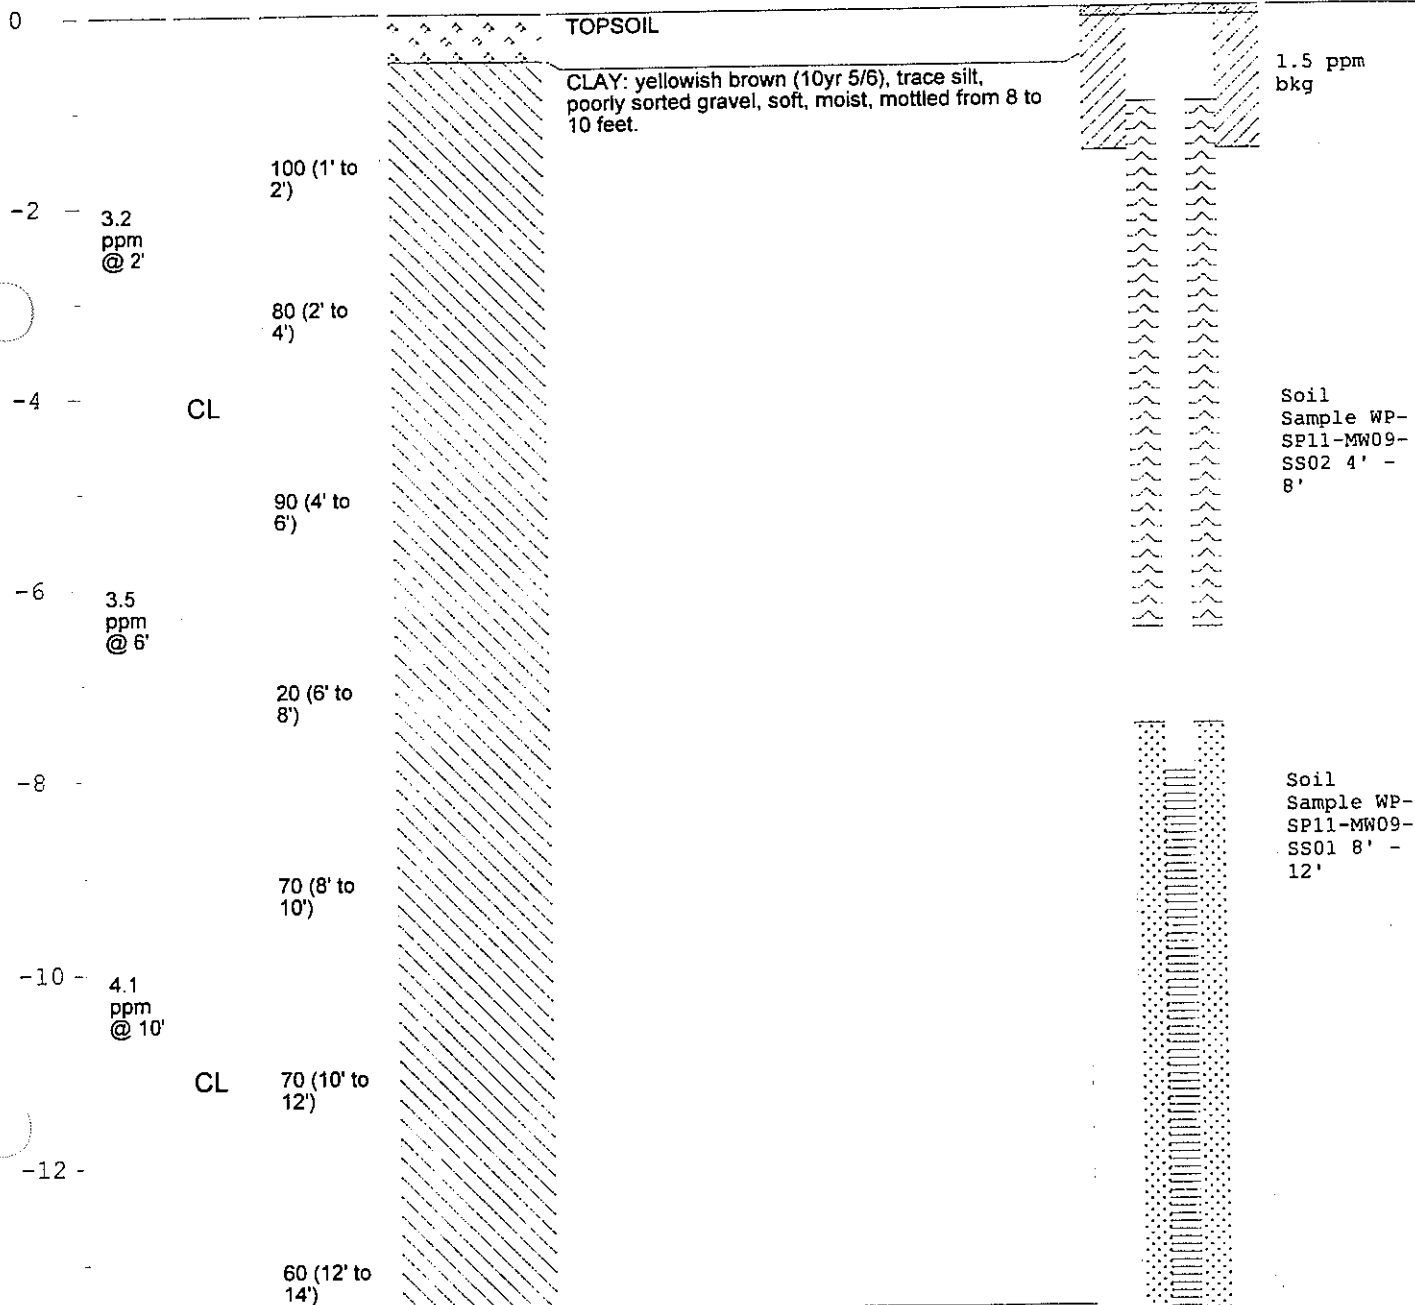 0
TOPSOIL
CLAY: yellowish brown (10yr 5/6), trace silt,
poorly sorted gravel, soft, moist, mottled from 8 to
10 feet.
1.5 ppm
bkg
100 (1' to
2')
-2
3.2
ppm
@ 2'
80 (2' to
4')
-4
CL
Soil
Sample WP-
SP11-MW09-
SS02 4' -
8'
90 (4' to
6')
-6
3.5
ppm
@ 6'
20 (6' to
8')
-8
Soil
Sample WP-
SP11-MW09-
SS01 8' -
12'
70 (8' to
10')
-10
4.1
ppm
@ 10'
CL
70 (10' to
12')
-12
60 (12' to
14')